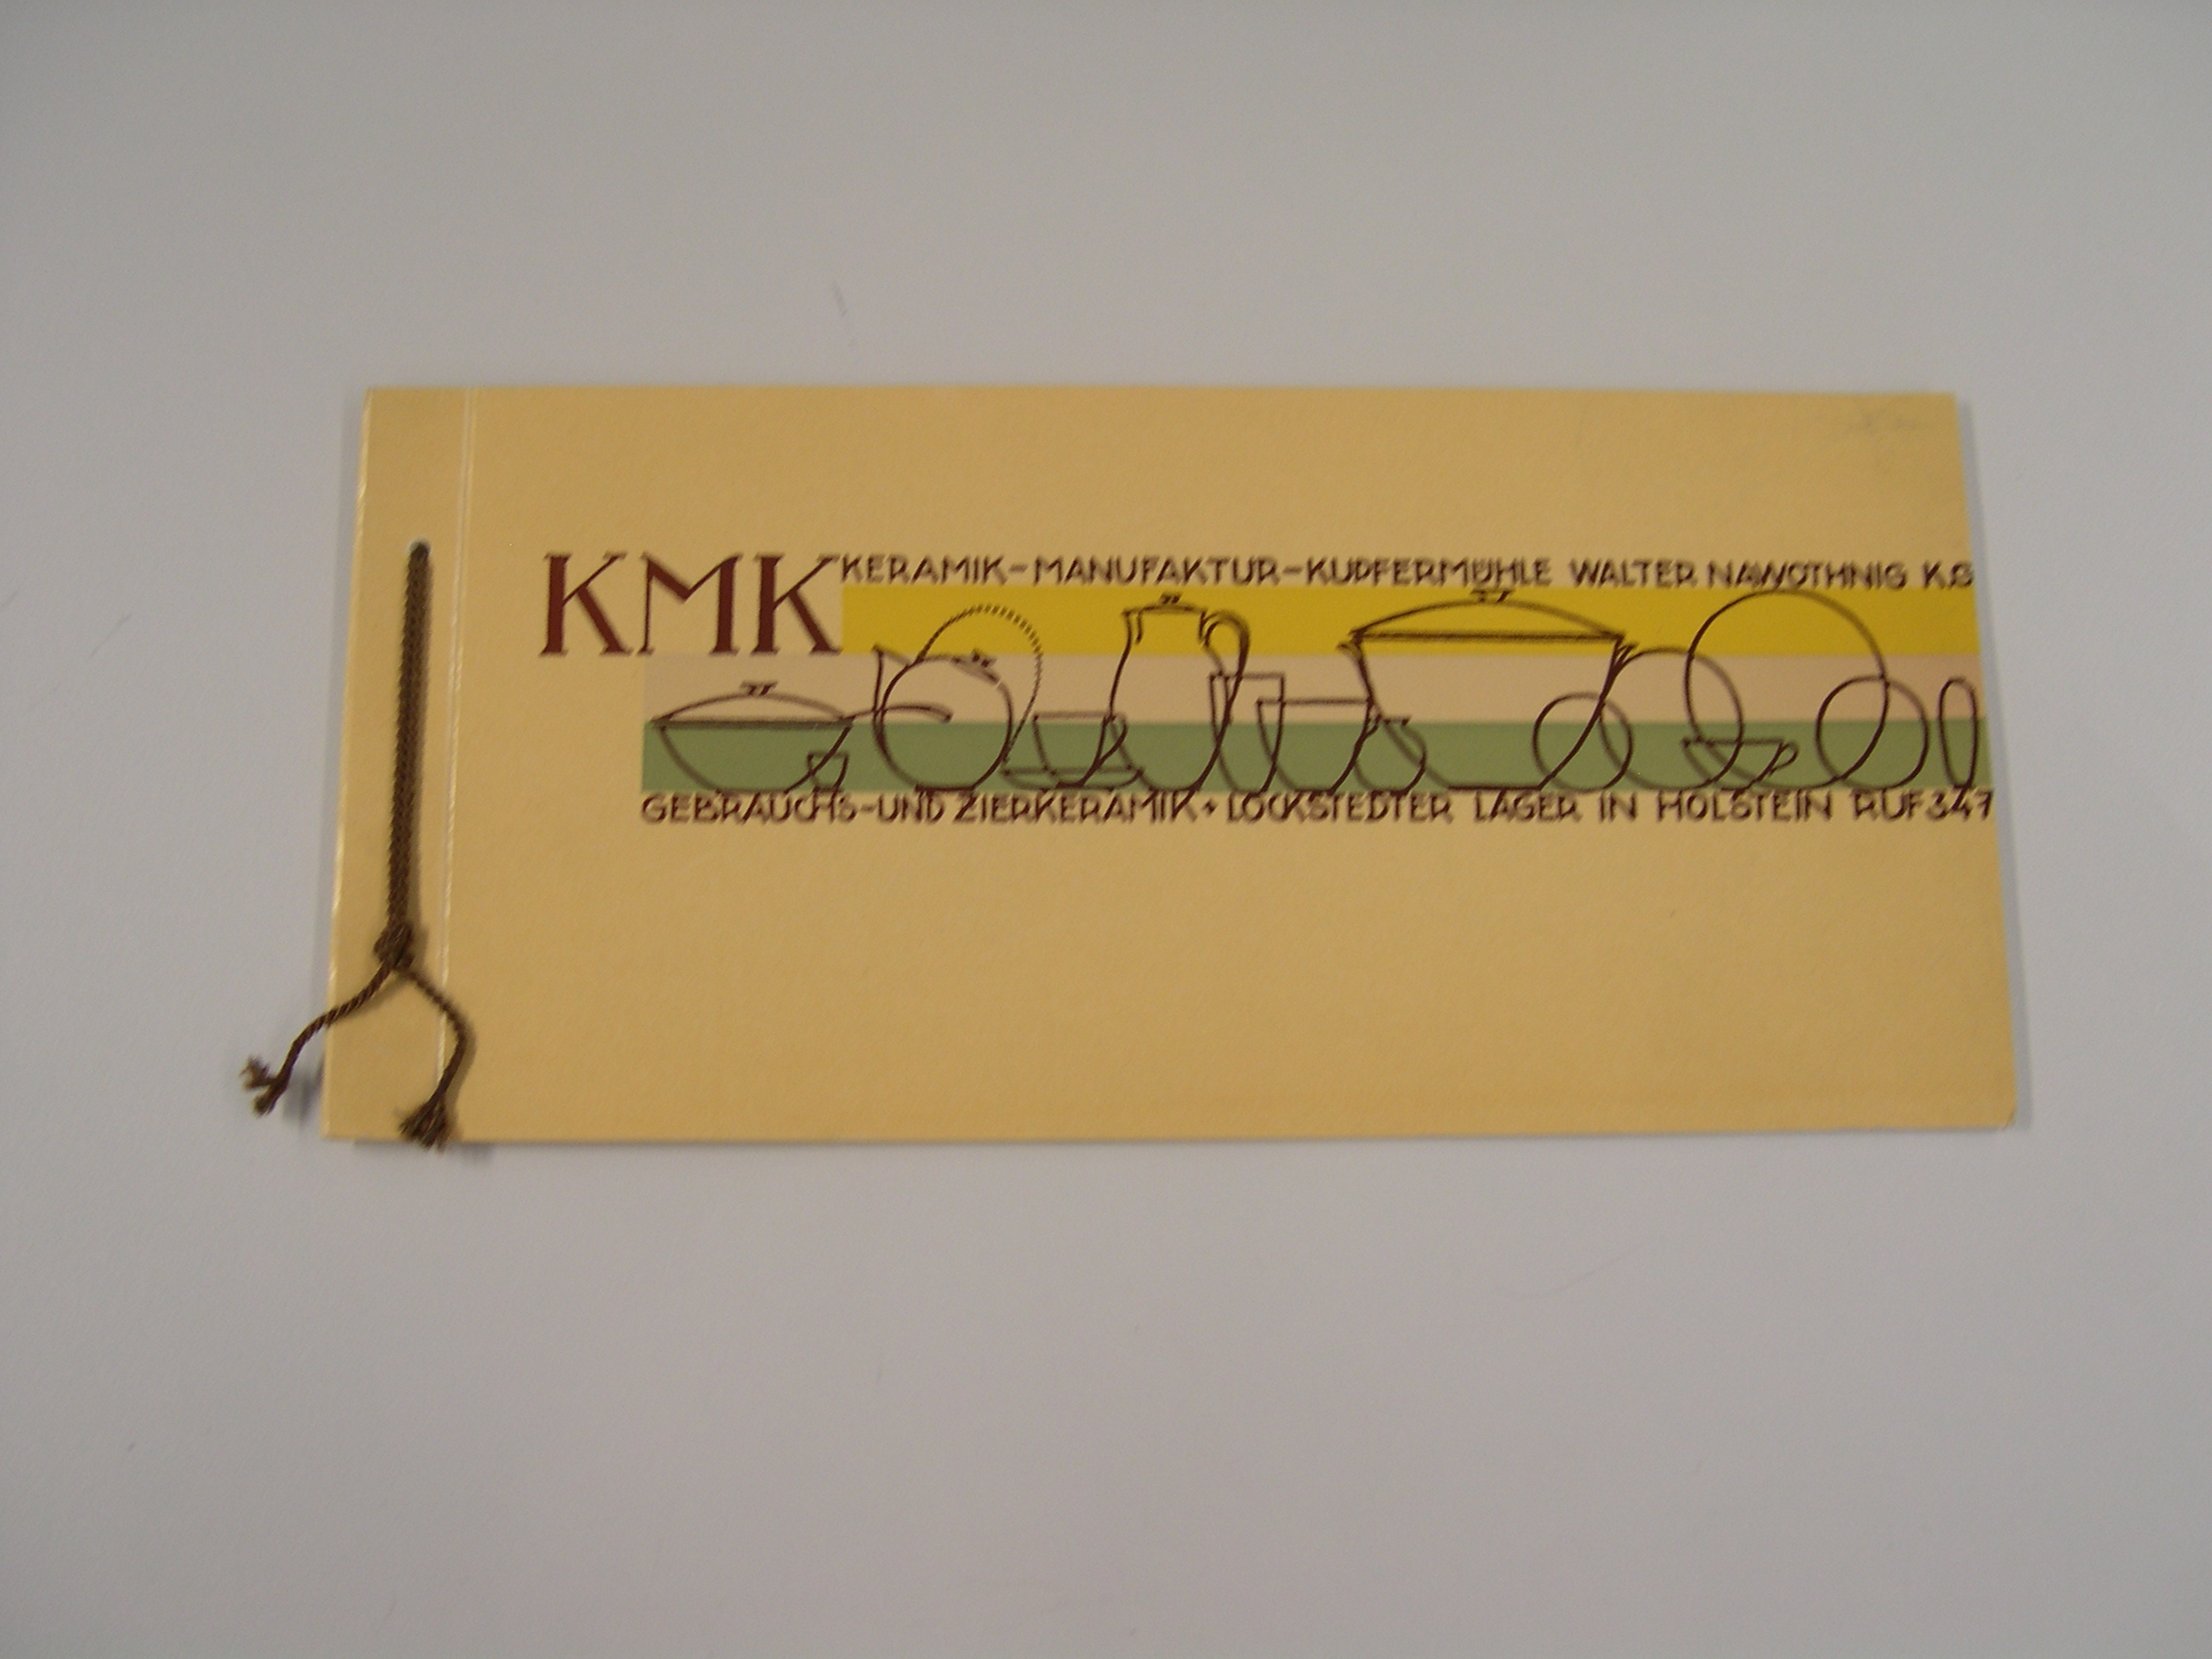 KMK KERAMIK-MANUFAKTUR-KUPFERMÜHLE WALTER NAWOTHNIG K.G
GEBRAUCHS-UND ZIERKERAMIK + LOCKSTEDTER LAGER IN HOLSTEIN RUF 347